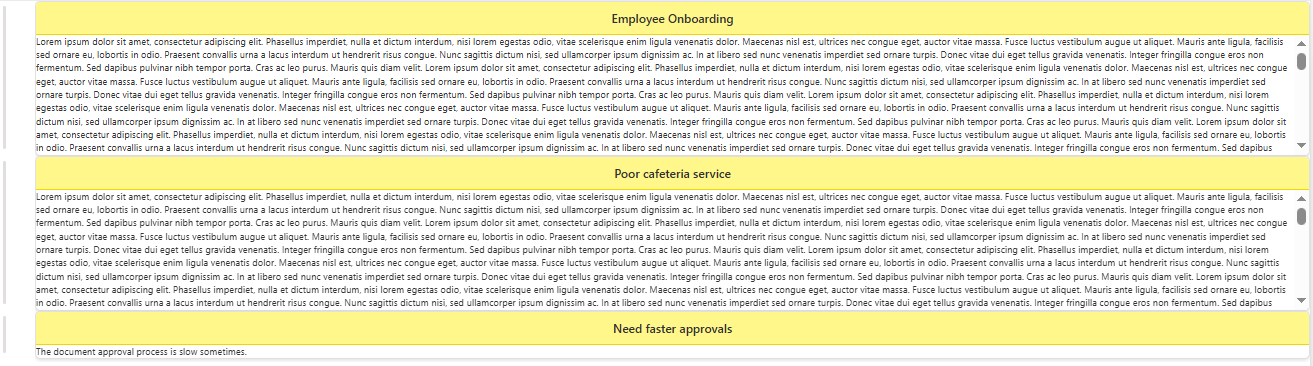 Employee Onboarding
Lorem ipsum dolor sit amet, consectetur adipiscing elit. Phasellus imperdiet, nulla et dictum interdum, nisi lorem egestas odio, vitae scelerisque enim ligula venenatis dolor. Maecenas nisl est, ultrices nec congue eget, auctor vitae massa. Fusce luctus vestibulum augue ut aliquet. Mauris ante ligula, facilisis
sed ornare eu, lobortis in odio. Praesent convallis urna a lacus interdum ut hendrerit risus congue. Nunc sagittis dictum nisi, sed ullamcorper ipsum dignissim ac. In at libero sed nunc venenatis imperdiet sed ornare turpis. Donec vitae dui eget tellus gravida venenatis. Integer fringilla congue eros non
fermentum. Sed dapibus pulvinar nibh tempor porta. Cras ac leo purus. Mauris quis diam velit. Lorem ipsum dolor sit amet, consectetur adipiscing elit. Phasellus imperdiet, nulla et dictum interdum, nisi lorem egestas odio, vitae scelerisque enim ligula venenatis dolor. Maecenas nisl est, ultrices nec congue
eget, auctor vitae massa. Fusce luctus vestibulum augue ut aliquet. Mauris ante ligula, facilisis sed ornare eu, lobortis in odio. Praesent convallis urna a lacus interdum ut hendrerit risus congue. Nunc sagittis dictum nisi, sed ullamcorper ipsum dignissim ac. In at libero sed nunc venenatis imperdiet sed
ornare turpis. Donec vitae dui eget tellus gravida venenatis. Integer fringilla congue eros non fermentum. Sed dapibus pulvinar nibh tempor porta. Cras ac leo purus. Mauris quis diam velit. Lorem ipsum dolor sit amet, consectetur adipiscing elit. Phasellus imperdiet, nulla et dictum interdum, nisi lorem
egestas odio, vitae scelerisque enim ligula venenatis dolor. Maecenas nisl est, ultrices nec congue eget, auctor vitae massa. Fusce luctus vestibulum augue ut aliquet. Mauris ante ligula, facilisis sed ornare eu, lobortis in odio. Praesent convallis urna a lacus interdum ut hendrerit risus congue. Nunc sagittis
dictum nisi, sed ullamcorper ipsum dignissim ac. In at libero sed nunc venenatis imperdiet sed ornare turpis. Donec vitae dui eget tellus gravida venenatis. Integer fringilla congue eros non fermentum. Sed dapibus pulvinar nibh tempor porta. Cras ac leo purus. Mauris quis diam velit. Lorem ipsum dolor sit
amet, consectetur adipiscing elit. Phasellus imperdiet, nulla et dictum interdum, nisi lorem egestas odio, vitae scelerisque enim ligula venenatis dolor. Maecenas nisl est, ultrices nec congue eget, auctor vitae massa. Fusce luctus vestibulum augue ut aliquet. Mauris ante ligula, facilisis sed ornare eu, lobortis
in odio. Praesent convallis urna a lacus interdum ut hendrerit risus congue. Nunc sagittis dictum nisi, sed ullamcorper ipsum dignissim ac. In at libero sed nunc venenatis imperdiet sed ornare turpis. Donec vitae dui eget tellus gravida venenatis. Integer fringilla congue eros non fermentum. Sed dapibus
Poor cafeteria service
Lorem ipsum dolor sit amet, consectetur adipiscing elit. Phasellus imperdiet, nulla et dictum interdum, nisi lorem egestas odio, vitae scelerisque enim ligula venenatis dolor. Maecenas nisl est, ultrices nec congue eget, auctor vitae massa. Fusce luctus vestibulum augue ut aliquet. Mauris ante ligula, facilisis
sed ornare eu, lobortis in odio. Praesent convallis urna a lacus interdum ut hendrerit risus congue. Nunc sagittis dictum nisi, sed ullamcorper ipsum dignissim ac. In at libero sed nunc venenatis imperdiet sed ornare turpis. Donec vitae dui eget tellus gravida venenatis. Integer fringilla congue eros non
fermentum. Sed dapibus pulvinar nibh tempor porta. Cras ac leo purus. Mauris quis diam velit. Lorem ipsum dolor sit amet, consectetur adipiscing elit. Phasellus imperdiet, nulla et dictum interdum, nisi lorem egestas odio, vitae scelerisque enim ligula venenatis dolor. Maecenas nisl est, ultrices nec congue
eget, auctor vitae massa. Fusce luctus vestibulum augue ut aliquet. Mauris ante ligula, facilisis sed ornare eu, lobortis in odio. Praesent convallis urna a lacus interdum ut hendrerit risus congue. Nunc sagittis dictum nisi, sed ullamcorper ipsum dignissim ac. In at libero sed nunc venenatis imperdiet sed
ornare turpis. Donec vitae dui eget tellus gravida venenatis. Integer fringilla congue eros non fermentum. Sed dapibus pulvinar nibh tempor porta. Cras ac leo purus. Mauris quis diam velit. Lorem ipsum dolor sit amet, consectetur adipiscing elit. Phasellus imperdiet, nulla et dictum interdum, nisi lorem
egestas odio, vitae scelerisque enim ligula venenatis dolor. Maecenas nisl est, ultrices nec congue eget, auctor vitae massa. Fusce luctus vestibulum augue ut aliquet. Mauris ante ligula, facilisis sed ornare eu, lobortis in odio. Praesent convallis urna a lacus interdum ut hendrerit risus congue. Nunc sagittis
dictum nisi, sed ullamcorper ipsum dignissim ac. In at libero sed nunc venenatis imperdiet sed ornare turpis. Donec vitae dui eget tellus gravida venenatis. Integer fringilla congue eros non fermentum. Sed dapibus pulvinar nibh tempor porta. Cras ac leo purus. Mauris quis diam velit. Lorem ipsum dolor sit
amet, consectetur adipiscing elit. Phasellus imperdiet, nulla et dictum interdum, nisi lorem egestas odio, vitae scelerisque enim ligula venenatis dolor. Maecenas nisl est, ultrices nec congue eget, auctor vitae massa. Fusce luctus vestibulum augue ut aliquet. Mauris ante ligula, facilisis sed ornare eu, lobortis
in odio. Praesent convallis urna a lacus interdum ut hendrerit risus congue. Nunc sagittis dictum nisi, sed ullamcorper ipsum dignissim ac. In at libero sed nunc venenatis imperdiet sed ornare turpis. Donec vitae dui eget tellus gravida venenatis. Integer fringilla congue eros non fermentum. Sed dapibus
Need faster approvals
The document approval process is slow sometimes.